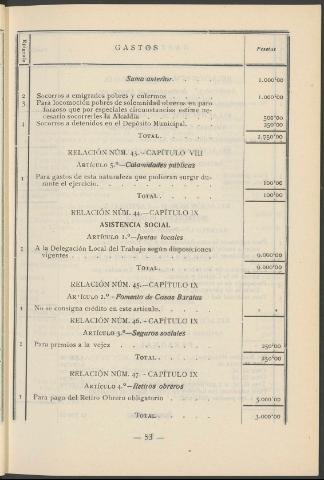 Epígrafe GASTOS Pesetas
Suma anterior. 1.000'00
2 Socorros a emigrados pobres y enfermos 1.000'00
3 Para locomoción pobres de solemnidad obreros en paro
forzoso que por especiales circunstancias estime ne-
cesario socorrerles la Alcaldía 500'00
4 Socorros a detenidos en el Depósito Municipal. 250'00
TOTAL. 2.750'00
RELACIÓN NÚM. 43.—CAPÍTULO VIII
ARTÍCULO 5.º—Calamidades públicas
1 Para gastos de esta naturaleza que pudieran surgir du-
rante el ejercicio. 100'00
TOTAL. 100'00
RELACIÓN NÚM. 44.—CAPÍTULO IX
ASISTENCIA SOCIAL
ARTÍCULO 1.º—Juntas locales
1 A la Delegación Local del Trabajo según disposiciones
vigentes 9.000'00
TOTAL. 9.000'00
RELACIÓN NÚM. 45.—CAPÍTULO IX
ARTÍCULO 2.º - Fomento de Casas Baratas
1 No se consigna crédito en este artículo. » »
RELACIÓN NÚM. 46.—CAPÍTULO IX
ARTÍCULO 3.º—Seguros sociales
1 Para premios a la vejez 250'00
TOTAL. 250'00
RELACIÓN NÚM. 47.—CAPÍTULO IX
ARTÍCULO 4.º—Retiros obreros
1 Para pago del Retiro Obrero obligatorio 3.000'00
TOTAL. 3.000'00
— 53 —